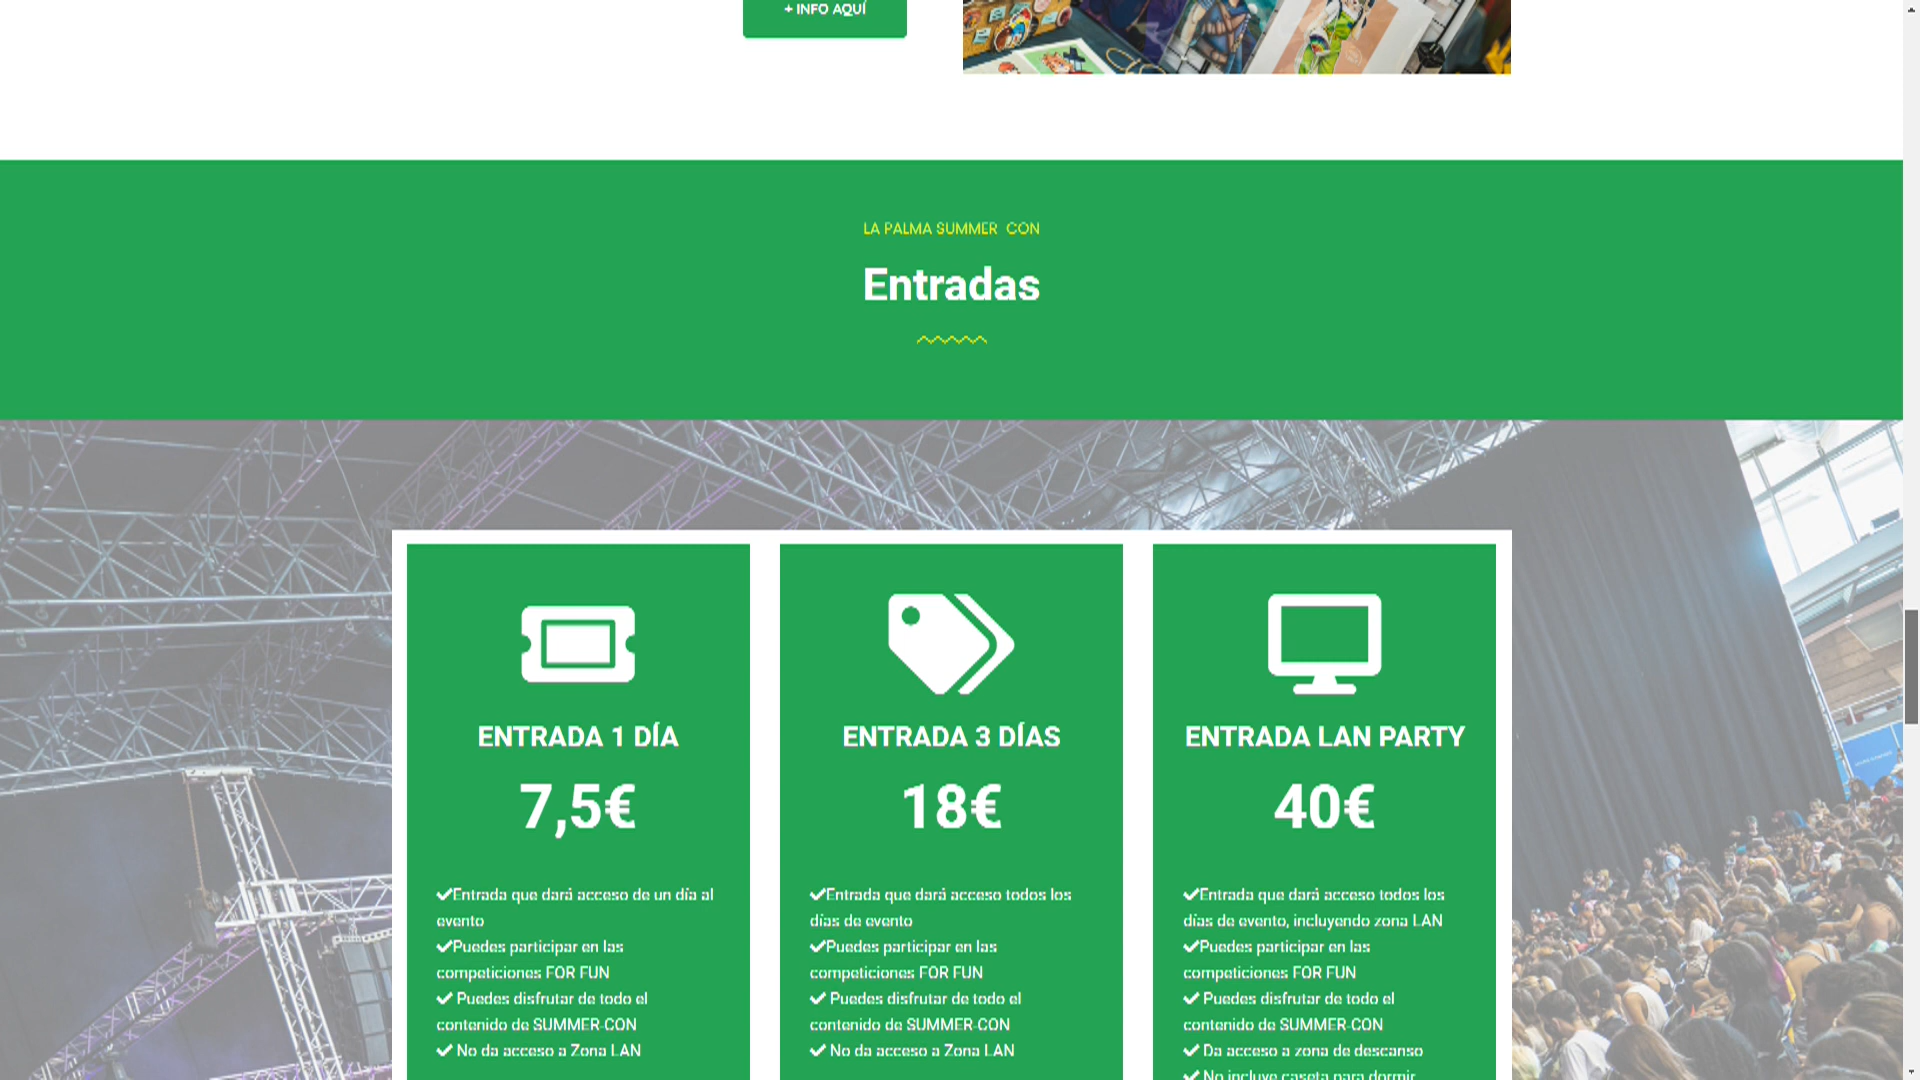 + INFO AQUÍ
LA PALMA SUMMER CON
Entradas
ENTRADA 1 DÍA
7,5€
Entrada que dará acceso de un día al
evento
Puedes participar en las
competiciones FOR FUN
Puedes disfrutar de todo el
contenido de SUMMER-CON
No da acceso a Zona LAN
ENTRADA 3 DÍAS
18€
Entrada que dará acceso todos los
días de evento
Puedes participar en las
competiciones FOR FUN
Puedes disfrutar de todo el
contenido de SUMMER-CON
No da acceso a Zona LAN
ENTRADA LAN PARTY
40€
Entrada que dará acceso todos los
días de evento, incluyendo zona LAN
Puedes participar en las
competiciones FOR FUN
Puedes disfrutar de todo el
contenido de SUMMER-CON
Da acceso a zona de descanso
No incluye caseta para dormir